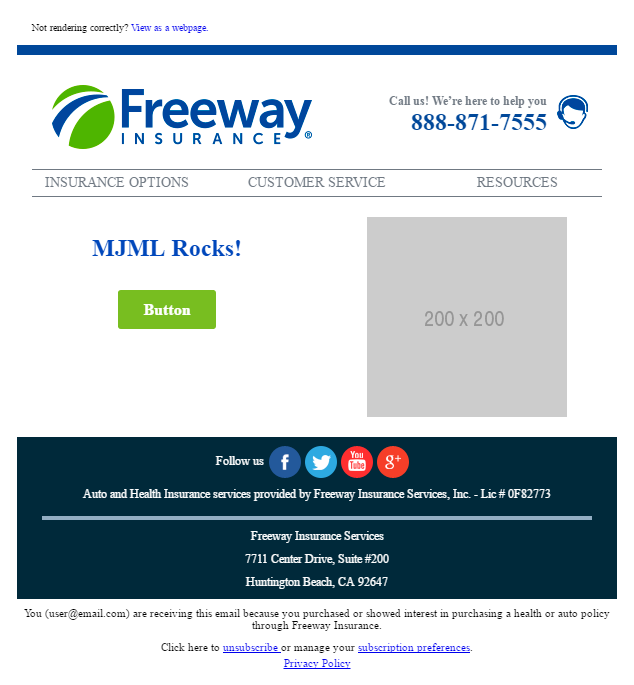 Not rendering correctly? View as a webpage.
Freeway
INSURANCE®
Call us! We're here to help you
888-871-7555
INSURANCE OPTIONS CUSTOMER SERVICE RESOURCES
MJML Rocks!
Button
200 x 200
Follow us f You Tube g+
Auto and Health Insurance services provided by Freeway Insurance Services, Inc. - Lic # 0F82773
Freeway Insurance Services
7711 Center Drive, Suite #200
Huntington Beach, CA 92647
You (user@email.com) are receiving this email because you purchased or showed interest in purchasing a health or auto policy
through Freeway Insurance.
Click here to unsubscribe or manage your subscription preferences.
Privacy Policy